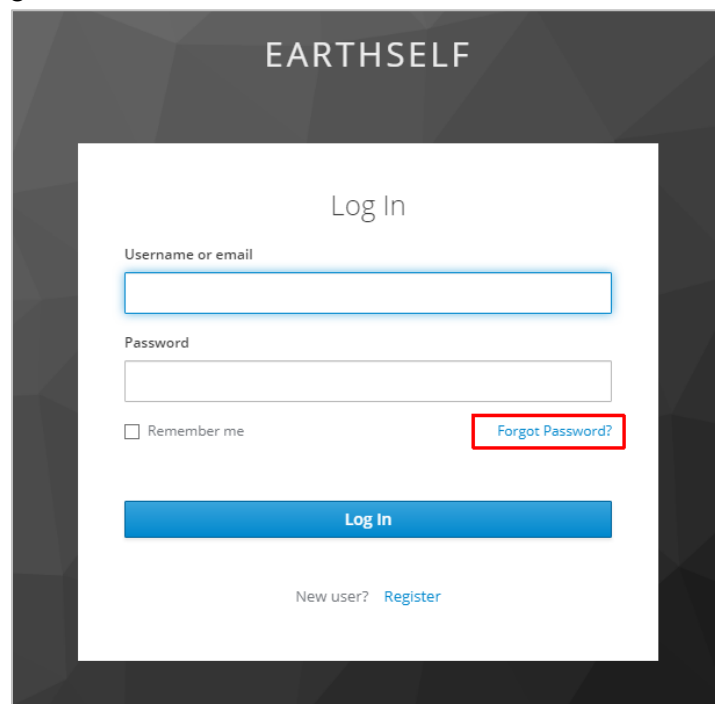 EARTHSELF
Log In
Username or email
Password
Remember me
Forgot Password?
Log In
New user? Register